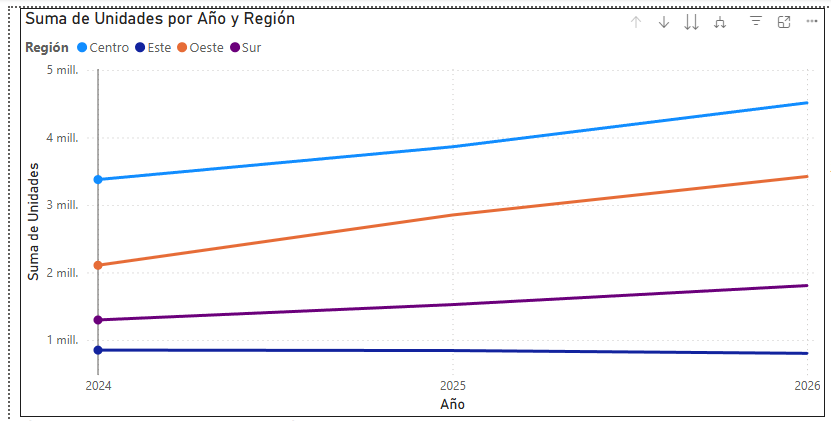 Suma de Unidades por Año y Región
Región Centro Este Oeste Sur
5 mill.
4 mill.
3 mill.
2 mill.
1 mill.
Suma de Unidades
2024 2025 2026
Año